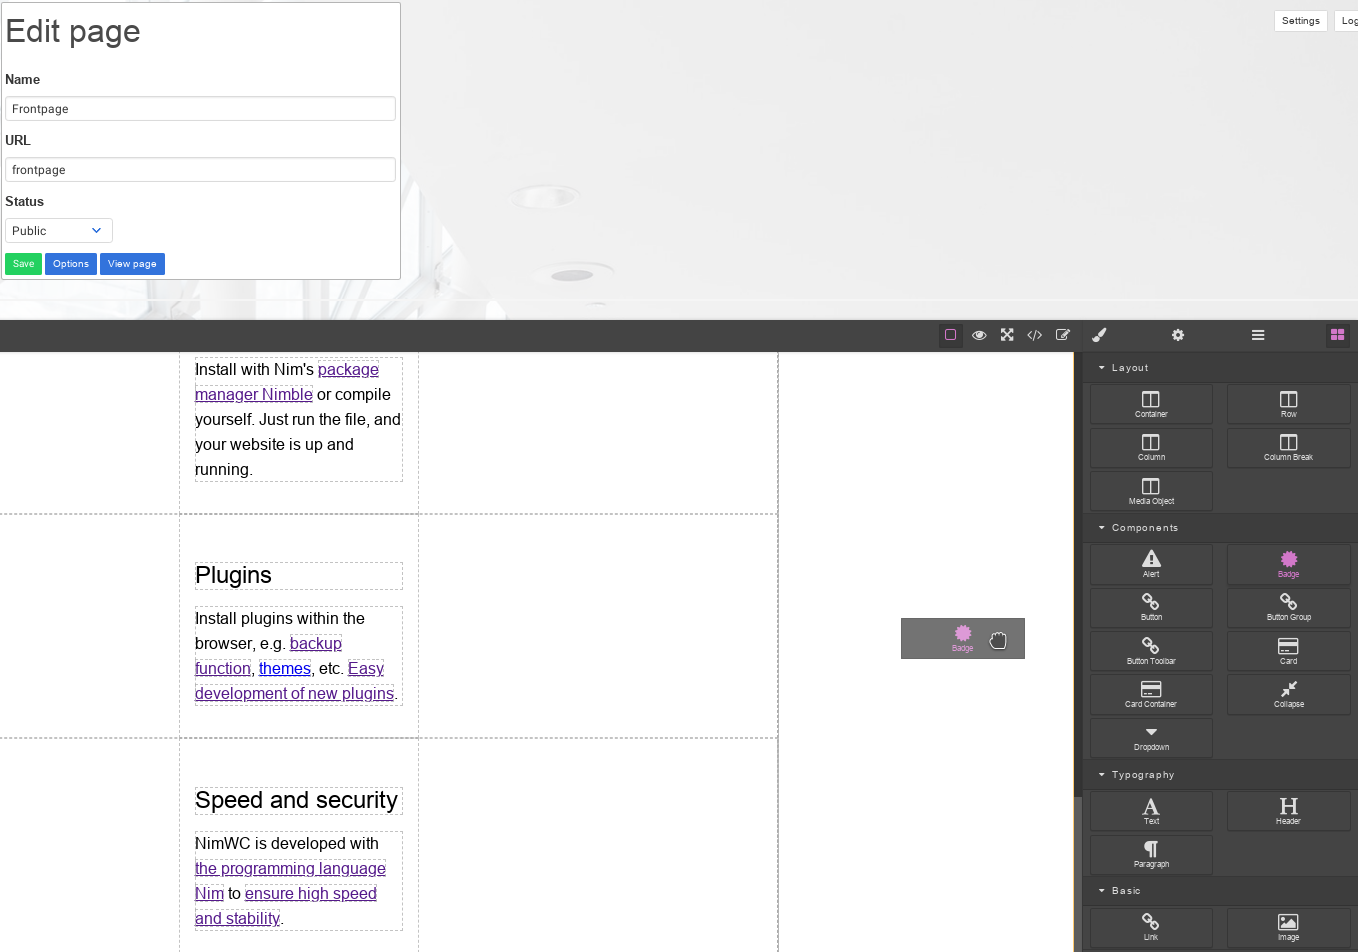 Edit page
Settings
Log
Name
Frontpage
URL
frontpage
Status
Public
Save Options View page
Install with Nim's package
manager Nimble or compile
yourself. Just run the file, and
your website is up and
running.
Plugins
Install plugins within the
browser, e.g. backup
function, themes, etc. Easy
development of new plugins.
Speed and security
NimWC is developed with
the programming language
Nim to ensure high speed
and stability.
Badge
Layout
Container Row
Column Column Break
Media Object
Components
Alert Badge
Button Button Group
Button Toolbar Card
Card Container Collapse
Dropdown
Typography
Text Header
Paragraph
Basic
Link Image